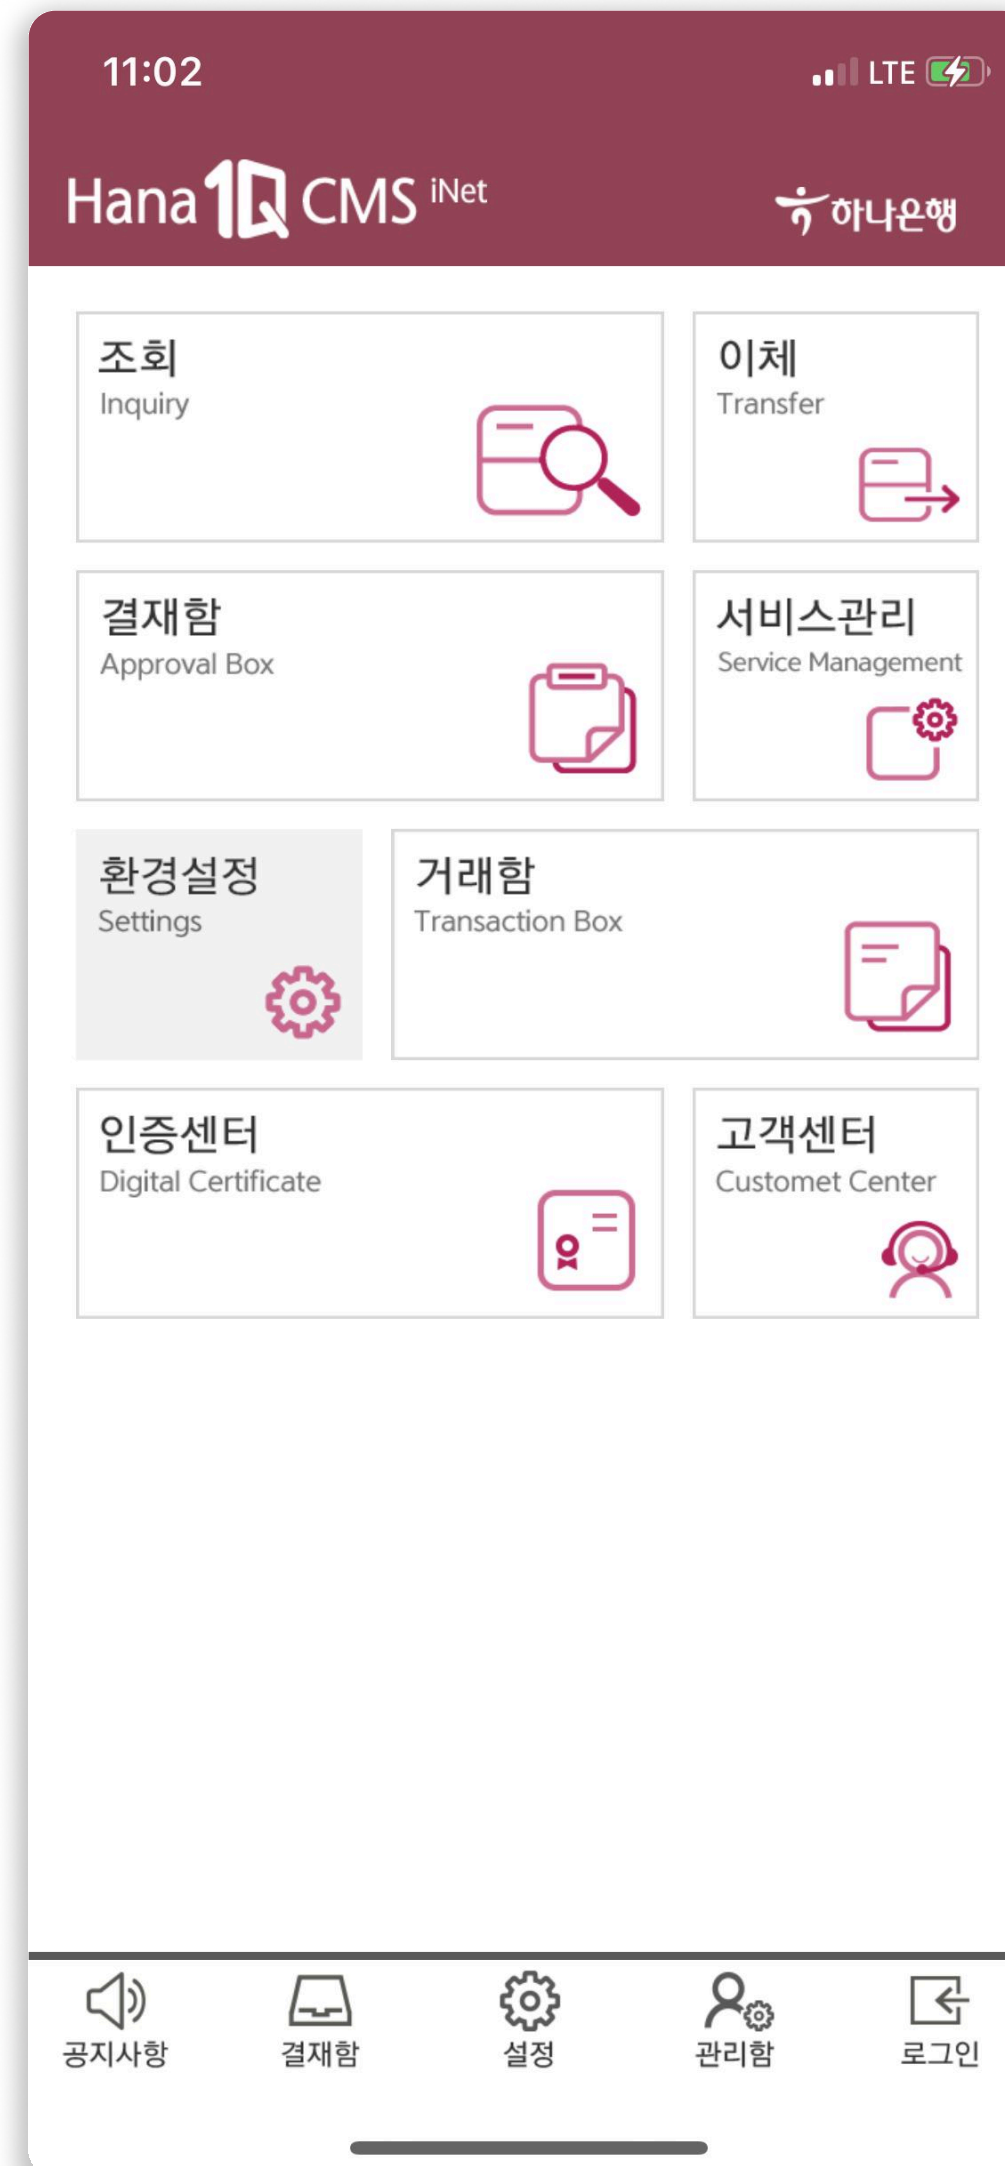 11:02
LTE
Hana 1Q CMS iNet
하나은행
조회
Inquiry
이체
Transfer
결재함
Approval Box
서비스관리
Service Management
환경설정
Settings
거래함
Transaction Box
인증센터
Digital Certificate
고객센터
Customet Center
공지사항
결재함
설정
관리함
로그인